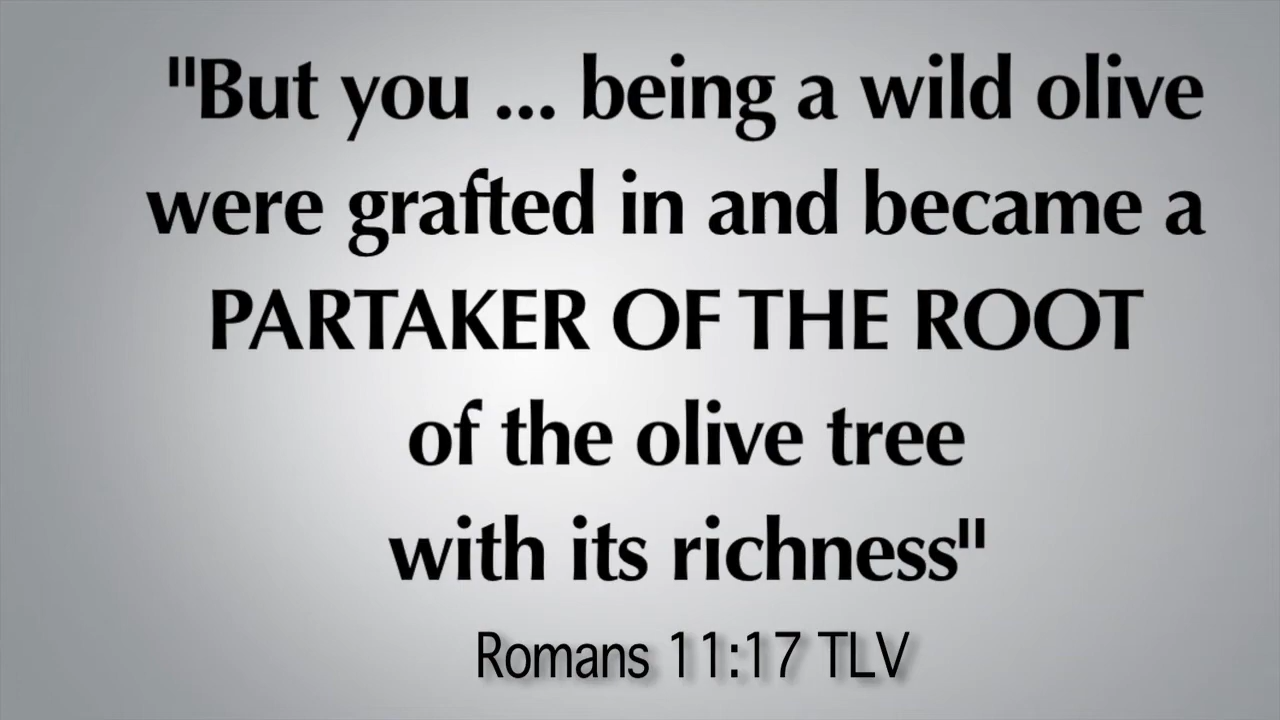 "But you ... being a wild olive
were grafted in and became a
PARTAKER OF THE ROOT
of the olive tree
with its richness"
Romans 11:17 TLV